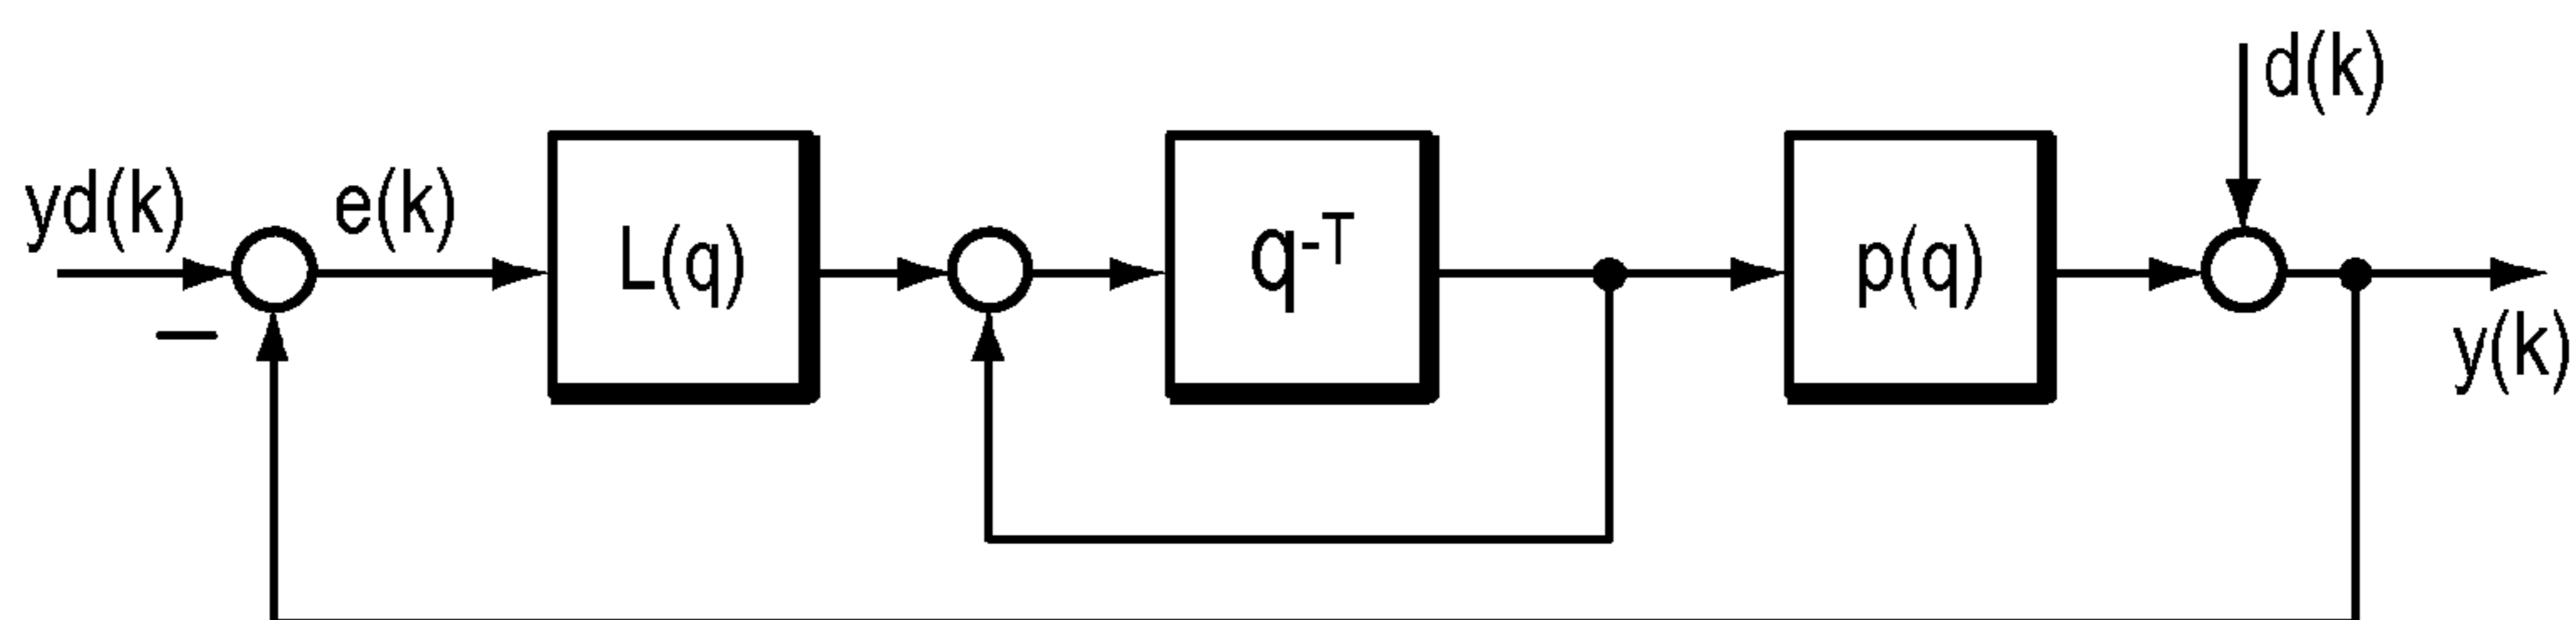 yd(k)
e(k)
L(q)
q-T
p(q)
d(k)
y(k)
−